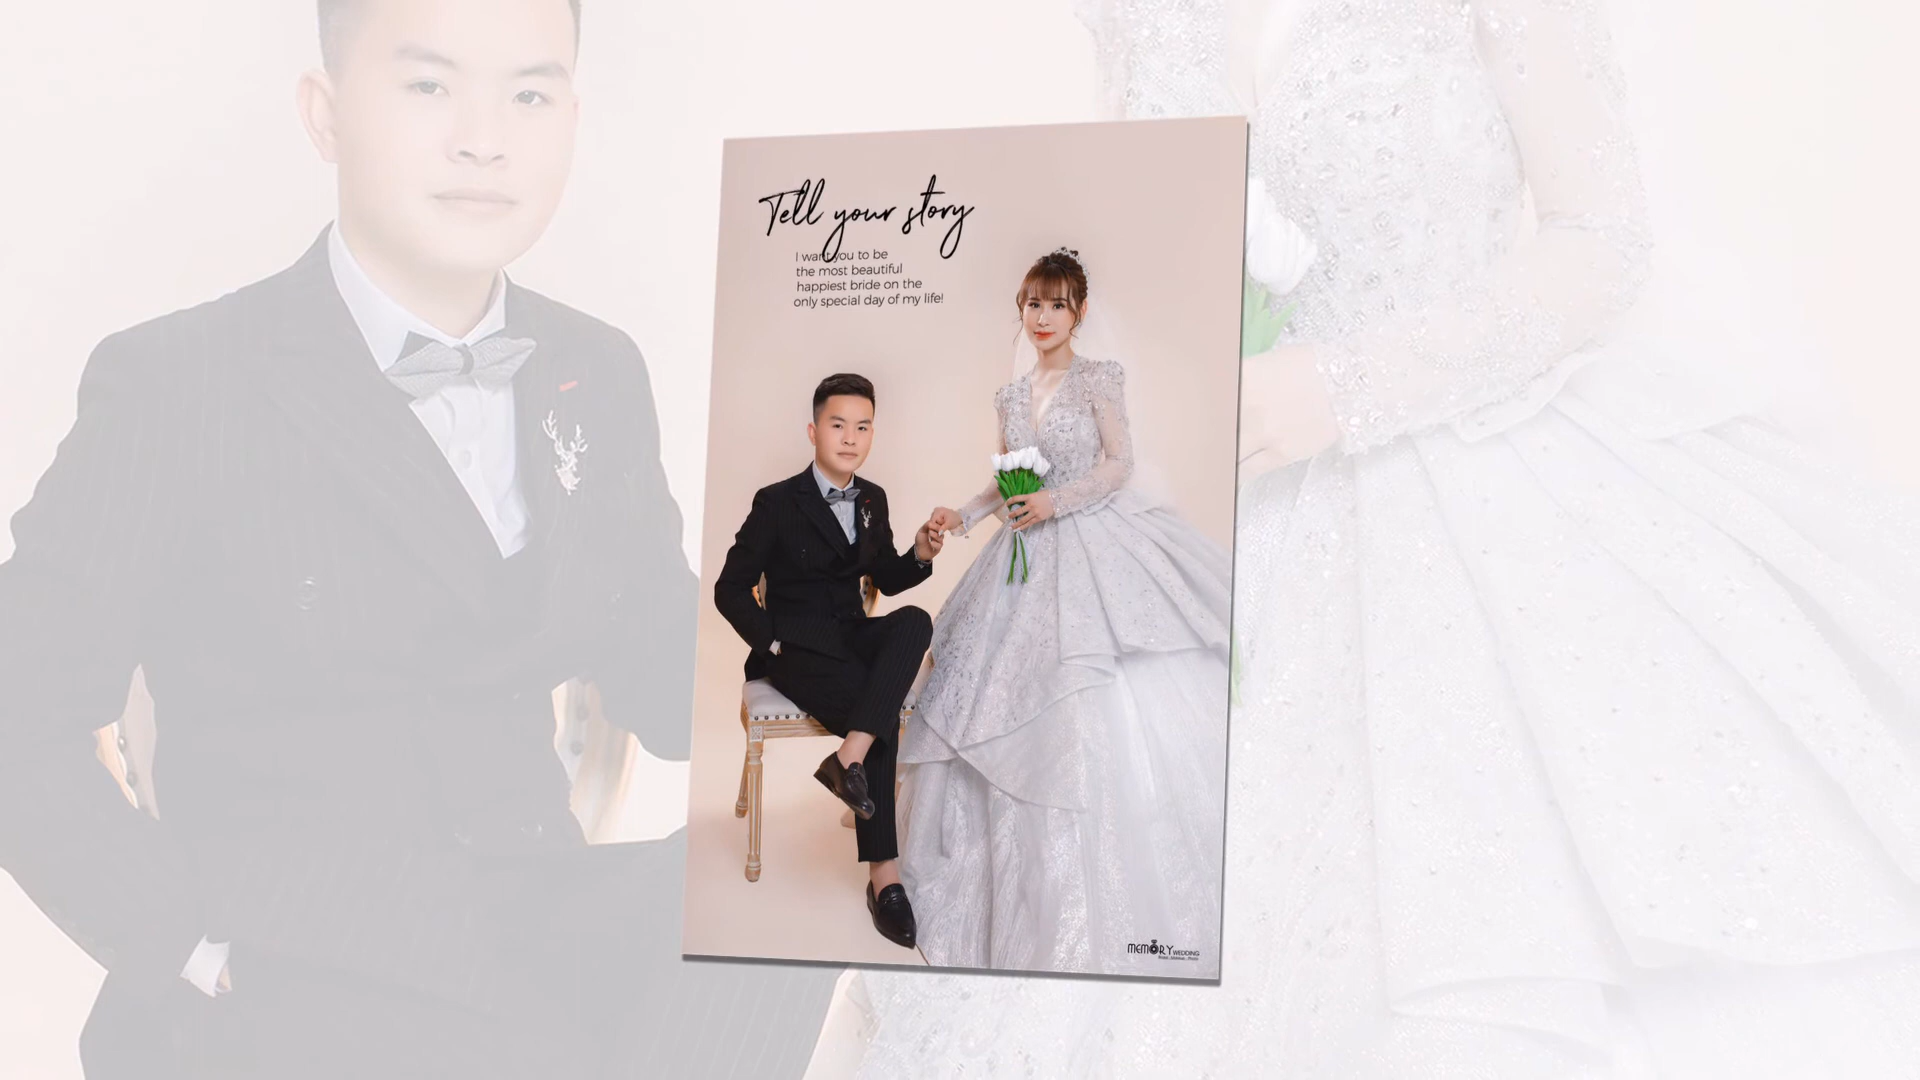 Tell your story
I want you to be
the most beautiful
happiest bride on the
only special day of my life!
MEMORY WEDDING